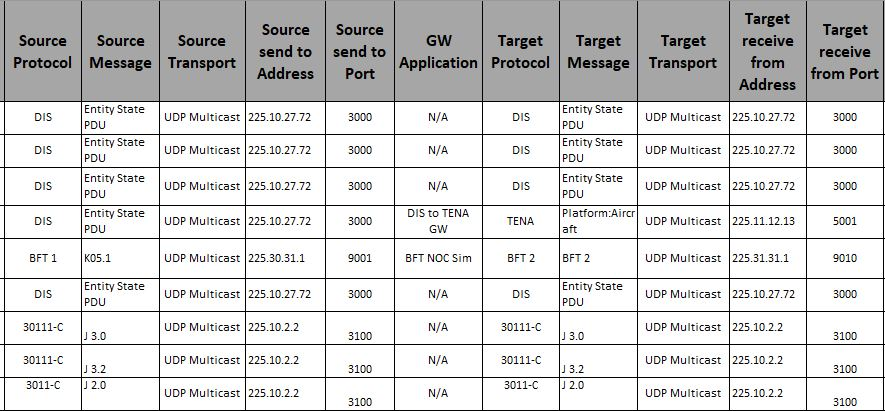 Source Protocol Source Message Source Transport Source send to Address Source send to Port GW Application Target Protocol Target Message Target Transport Target receive from Address Target receive from Port
DIS Entity State PDU UDP Multicast 225.10.27.72 3000 N/A DIS Entity State PDU UDP Multicast 225.10.27.72 3000
DIS Entity State PDU UDP Multicast 225.10.27.72 3000 N/A DIS Entity State PDU UDP Multicast 225.10.27.72 3000
DIS Entity State PDU UDP Multicast 225.10.27.72 3000 N/A DIS Entity State PDU UDP Multicast 225.10.27.72 3000
DIS Entity State PDU UDP Multicast 225.10.27.72 3000 DIS to TENA GW TENA Platform:Aircraft UDP Multicast 225.11.12.13 5001
BFT 1 K05.1 UDP Multicast 225.30.31.1 9001 BFT NOC Sim BFT 2 BFT 2 UDP Multicast 225.31.31.1 9010
DIS Entity State PDU UDP Multicast 225.10.27.72 3000 N/A DIS Entity State PDU UDP Multicast 225.10.27.72 3000
30111-C J 3.0 UDP Multicast 225.10.2.2 3100 N/A 30111-C J 3.0 UDP Multicast 225.10.2.2 3100
30111-C J 3.2 UDP Multicast 225.10.2.2 3100 N/A 30111-C J 3.2 UDP Multicast 225.10.2.2 3100
3011-C J 2.0 UDP Multicast 225.10.2.2 3100 N/A 3011-C J 2.0 UDP Multicast 225.10.2.2 3100